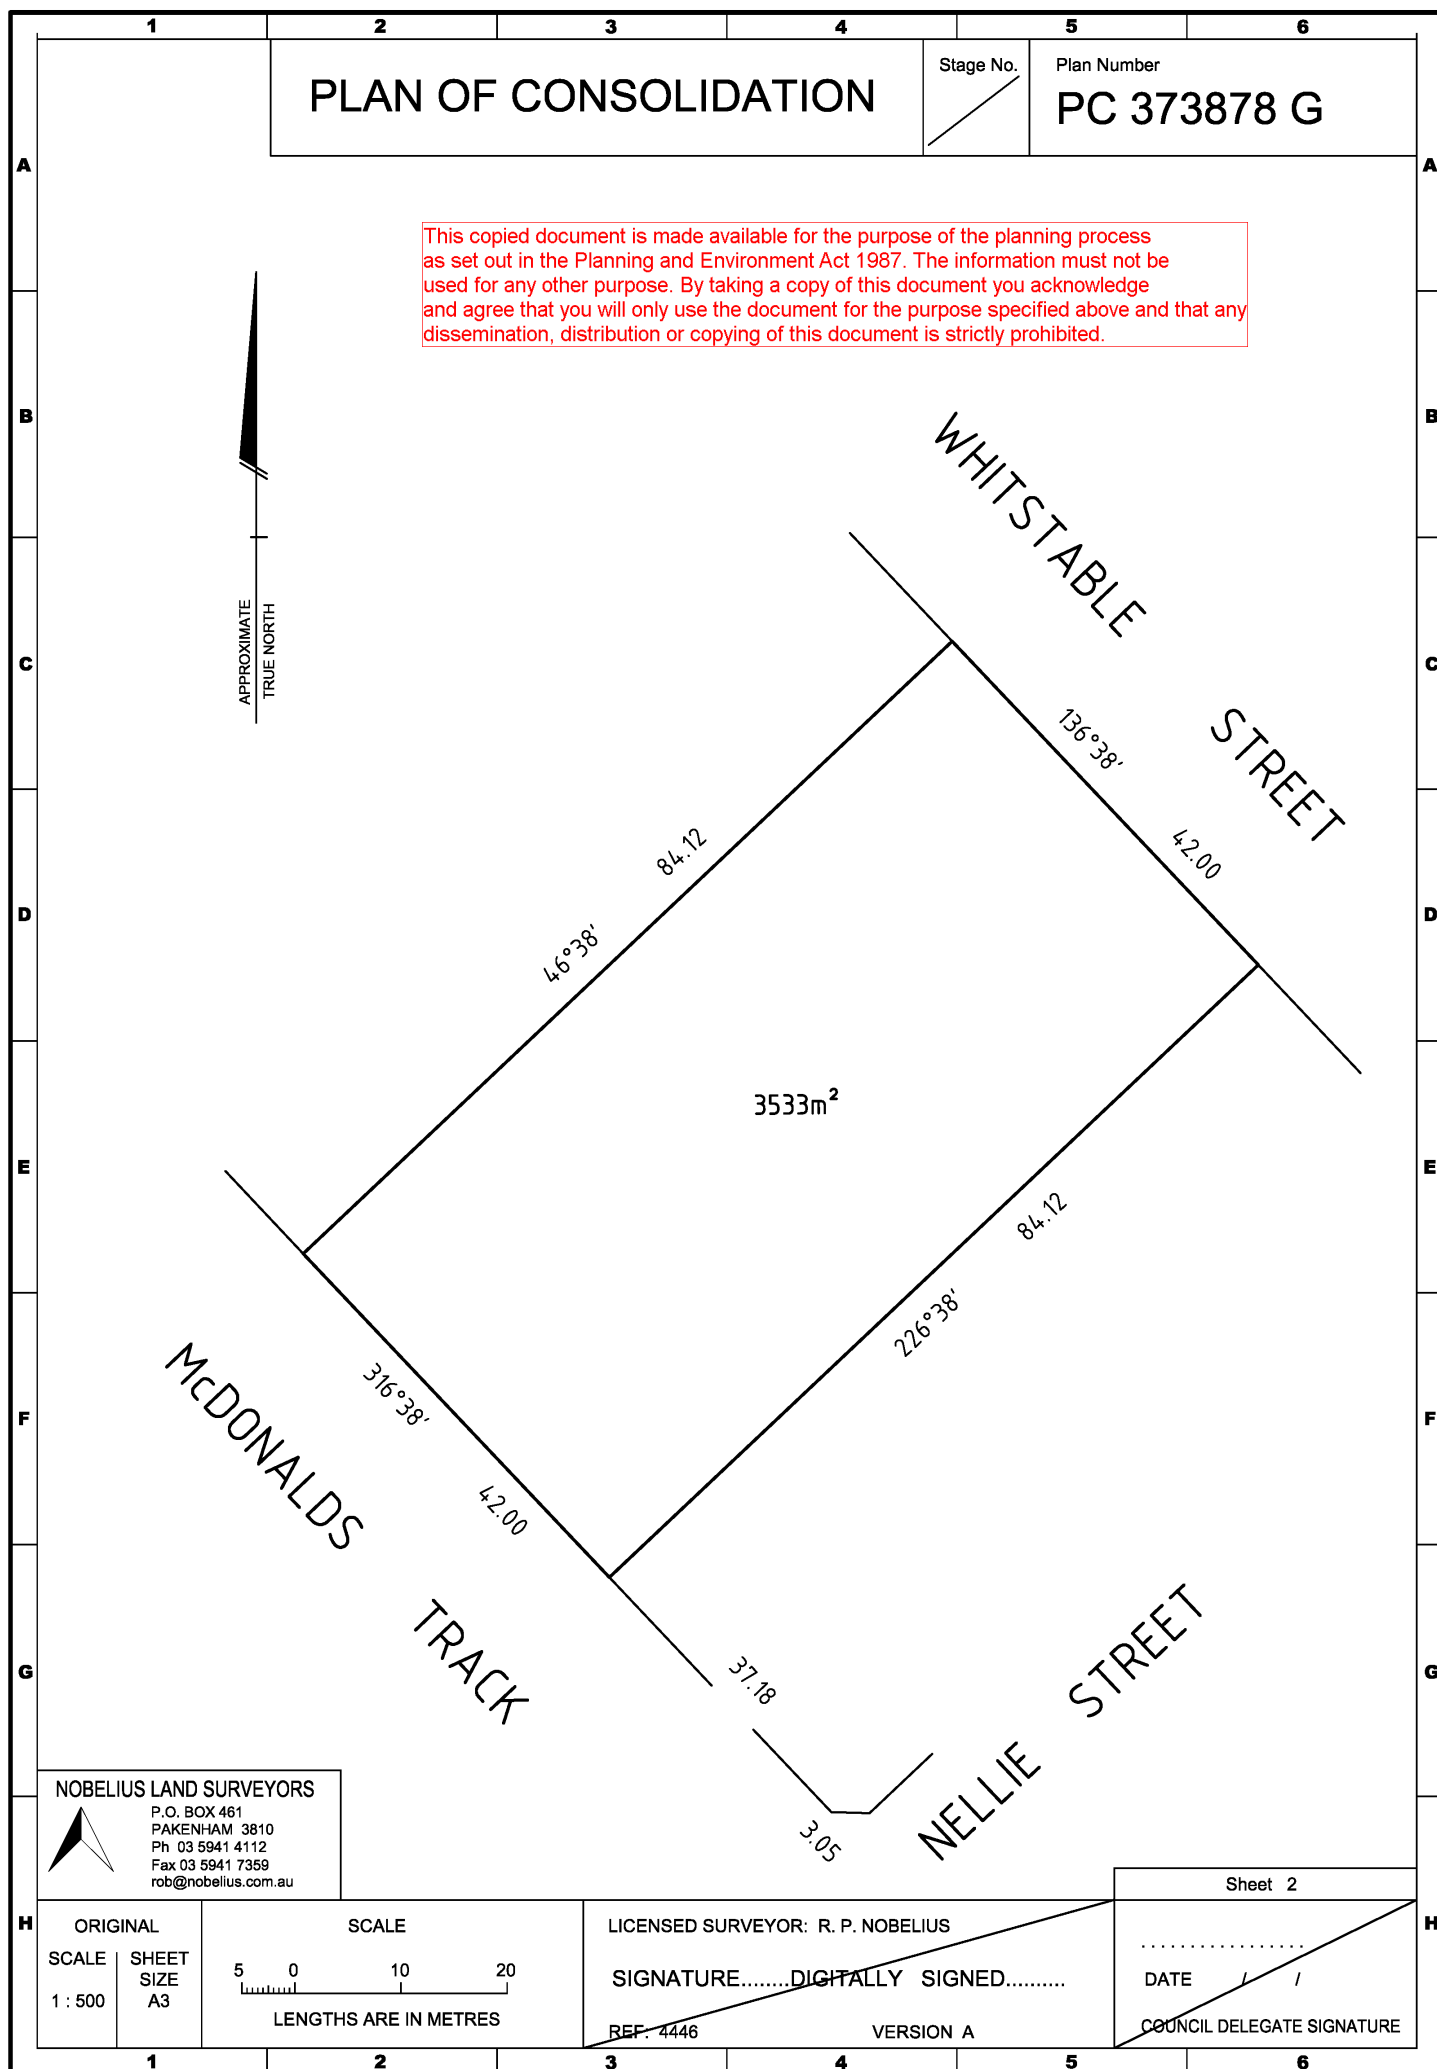 1 2 3 4 5 6
PLAN OF CONSOLIDATION
Stage No.
Plan Number
PC 373878 G
A A
This copied document is made available for the purpose of the planning process
as set out in the Planning and Environment Act 1987. The information must not be
used for any other purpose. By taking a copy of this document you acknowledge
and agree that you will only use the document for the purpose specified above and that any
dissemination, distribution or copying of this document is strictly prohibited.
B B
WHITSTABLE STREET
APPROXIMATE
TRUE NORTH
C C
136°38'
42.00
84.12
46°38'
D D
3533m²
E E
84.12
226°38'
316°38'
42.00
F F
McDONALDS TRACK
G G
37.18
3.05
NELLIE STREET
NOBELIUS LAND SURVEYORS
P.O. BOX 461
PAKENHAM 3810
Ph 03 5941 4112
Fax 03 5941 7359
rob@nobelius.com.au
Sheet 2
H H
ORIGINAL
SCALE
1 : 500
SHEET
SIZE
A3
SCALE
5 0 10 20
LENGTHS ARE IN METRES
LICENSED SURVEYOR: R. P. NOBELIUS
SIGNATURE........DIGITALLY SIGNED..........
REF: 4446 VERSION A
. . . . . . . . . . . . . . . . .
DATE / /
COUNCIL DELEGATE SIGNATURE
1 2 3 4 5 6